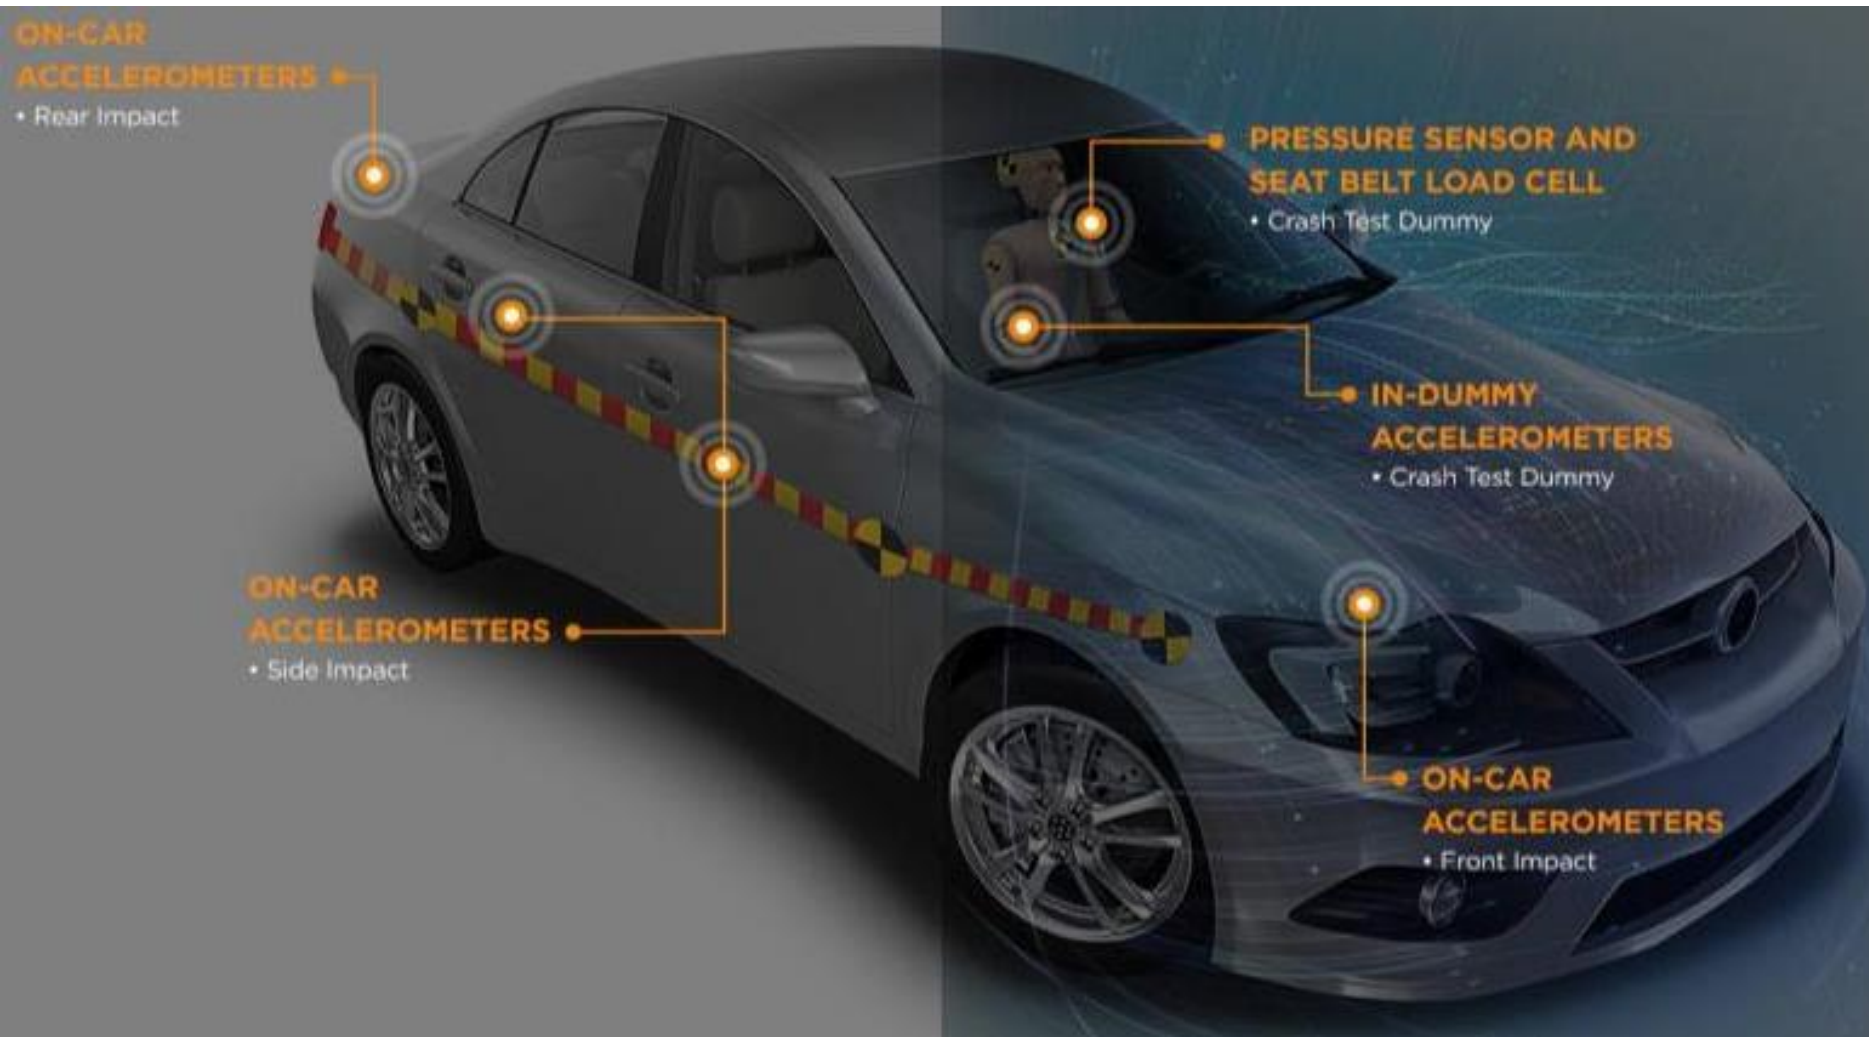 ON-CAR
ACCELEROMETERS
• Rear Impact
PRESSURE SENSOR AND
SEAT BELT LOAD CELL
• Crash Test Dummy
IN-DUMMY
ACCELEROMETERS
• Crash Test Dummy
ON-CAR
ACCELEROMETERS
• Side Impact
ON-CAR
ACCELEROMETERS
• Front Impact